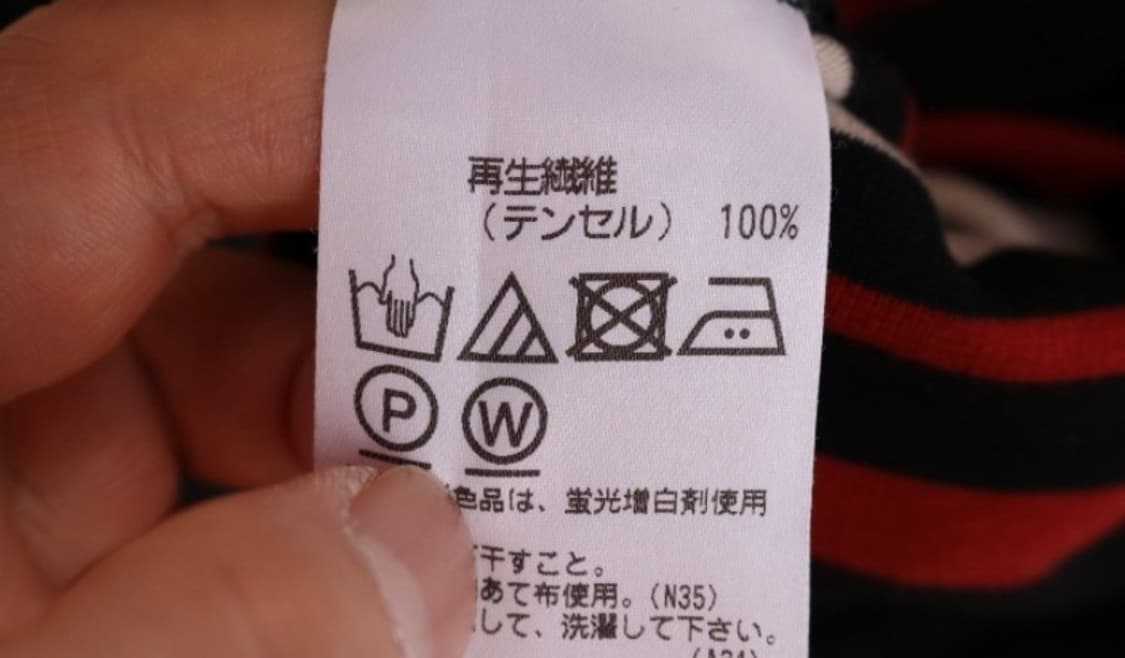 再生繊維
（テンセル） 100%
P W
色品は、蛍光増白剤使用
干すこと。
あて布使用。(N35)
して、洗濯して下さい。